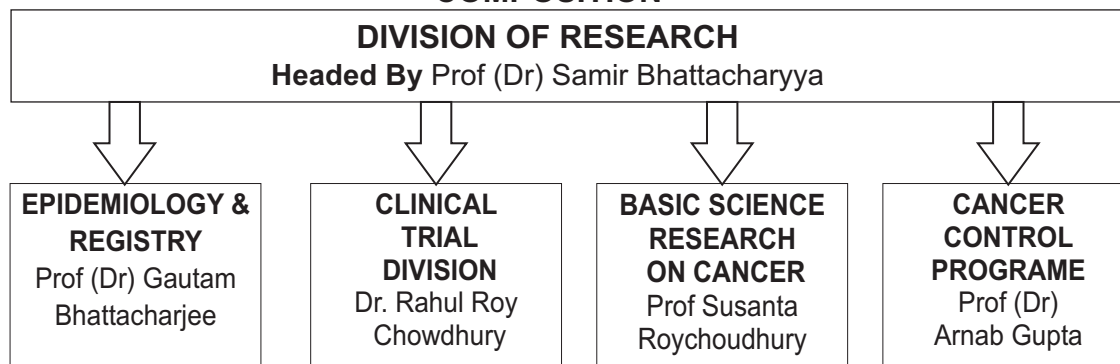 DIVISION OF RESEARCH
Headed By Prof (Dr) Samir Bhattacharyya
EPIDEMIOLOGY &
REGISTRY
Prof (Dr) Gautam
Bhattacharjee
CLINICAL
TRIAL
DIVISION
Dr. Rahul Roy
Chowdhury
BASIC SCIENCE
RESEARCH
ON CANCER
Prof Susanta
Roychoudhury
CANCER
CONTROL
PROGRAME
Prof (Dr)
Arnab Gupta